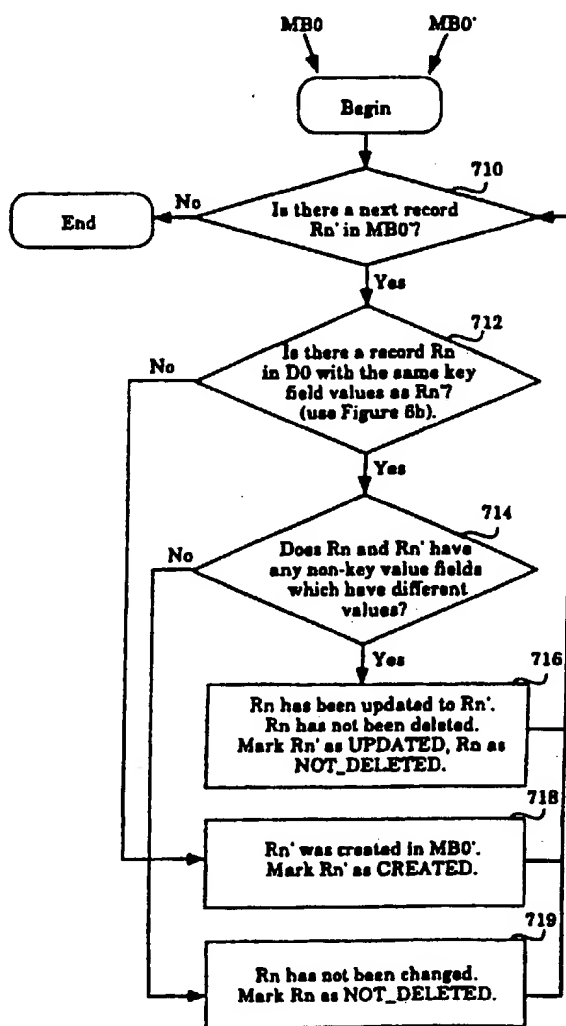 MB0
MB0'
Begin
710
Is there a next record
Rn' in MB0'?
No
End
Yes
712
Is there a record Rn
in D0 with the same key
field values as Rn'?
(use Figure 6b).
No
Yes
714
Does Rn and Rn' have
any non-key value fields
which have different
values?
No
Yes
716
Rn has been updated to Rn'.
Rn has not been deleted.
Mark Rn' as UPDATED, Rn as
NOT_DELETED.
718
Rn' was created in MB0'.
Mark Rn' as CREATED.
719
Rn has not been changed.
Mark Rn as NOT_DELETED.